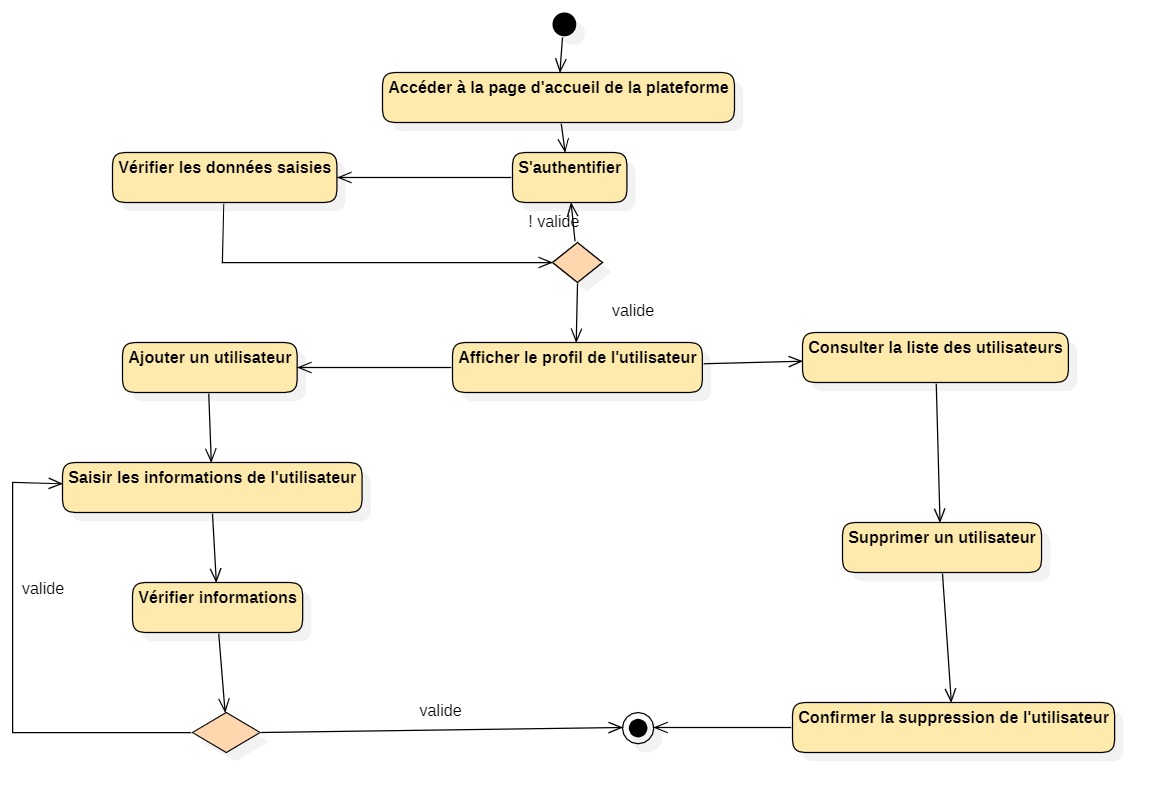 Accéder à la page d'accueil de la plateforme
Vérifier les données saisies
S'authentifier
! valide
valide
Ajouter un utilisateur
Afficher le profil de l'utilisateur
Consulter la liste des utilisateurs
Saisir les informations de l'utilisateur
Supprimer un utilisateur
valide
Vérifier informations
valide
Confirmer la suppression de l'utilisateur